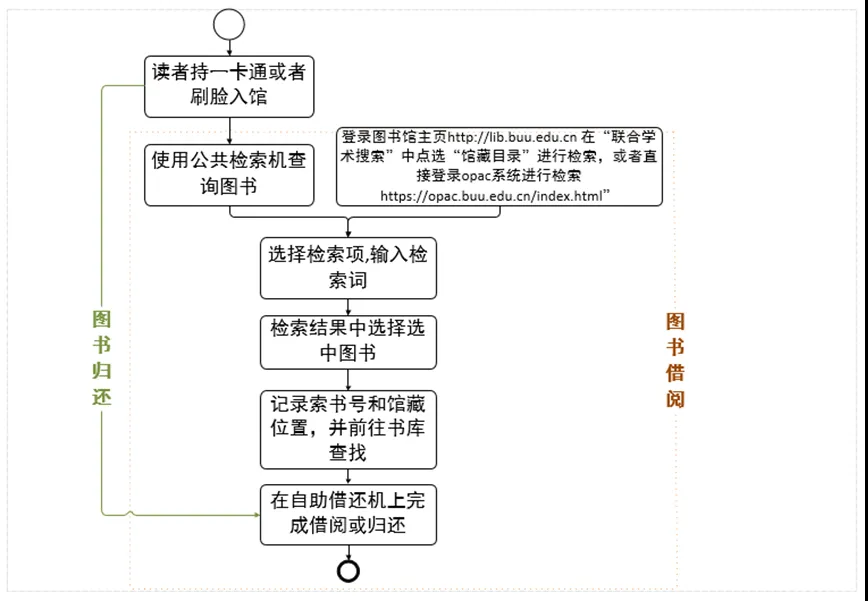 读者持一卡通或者
刷脸入馆
使用公共检索机查
询图书
登录图书馆主页http://lib.buu.edu.cn 在“联合学
术搜索”中点选“馆藏目录”进行检索，或者直
接登录opac系统进行检索
https://opac.buu.edu.cn/index.html”
选择检索项,输入检
索词
检索结果中选择选
中图书
记录索书号和馆藏
位置，并前往书库
查找
在自助借还机上完
成借阅或归还
图书归还
图书借阅